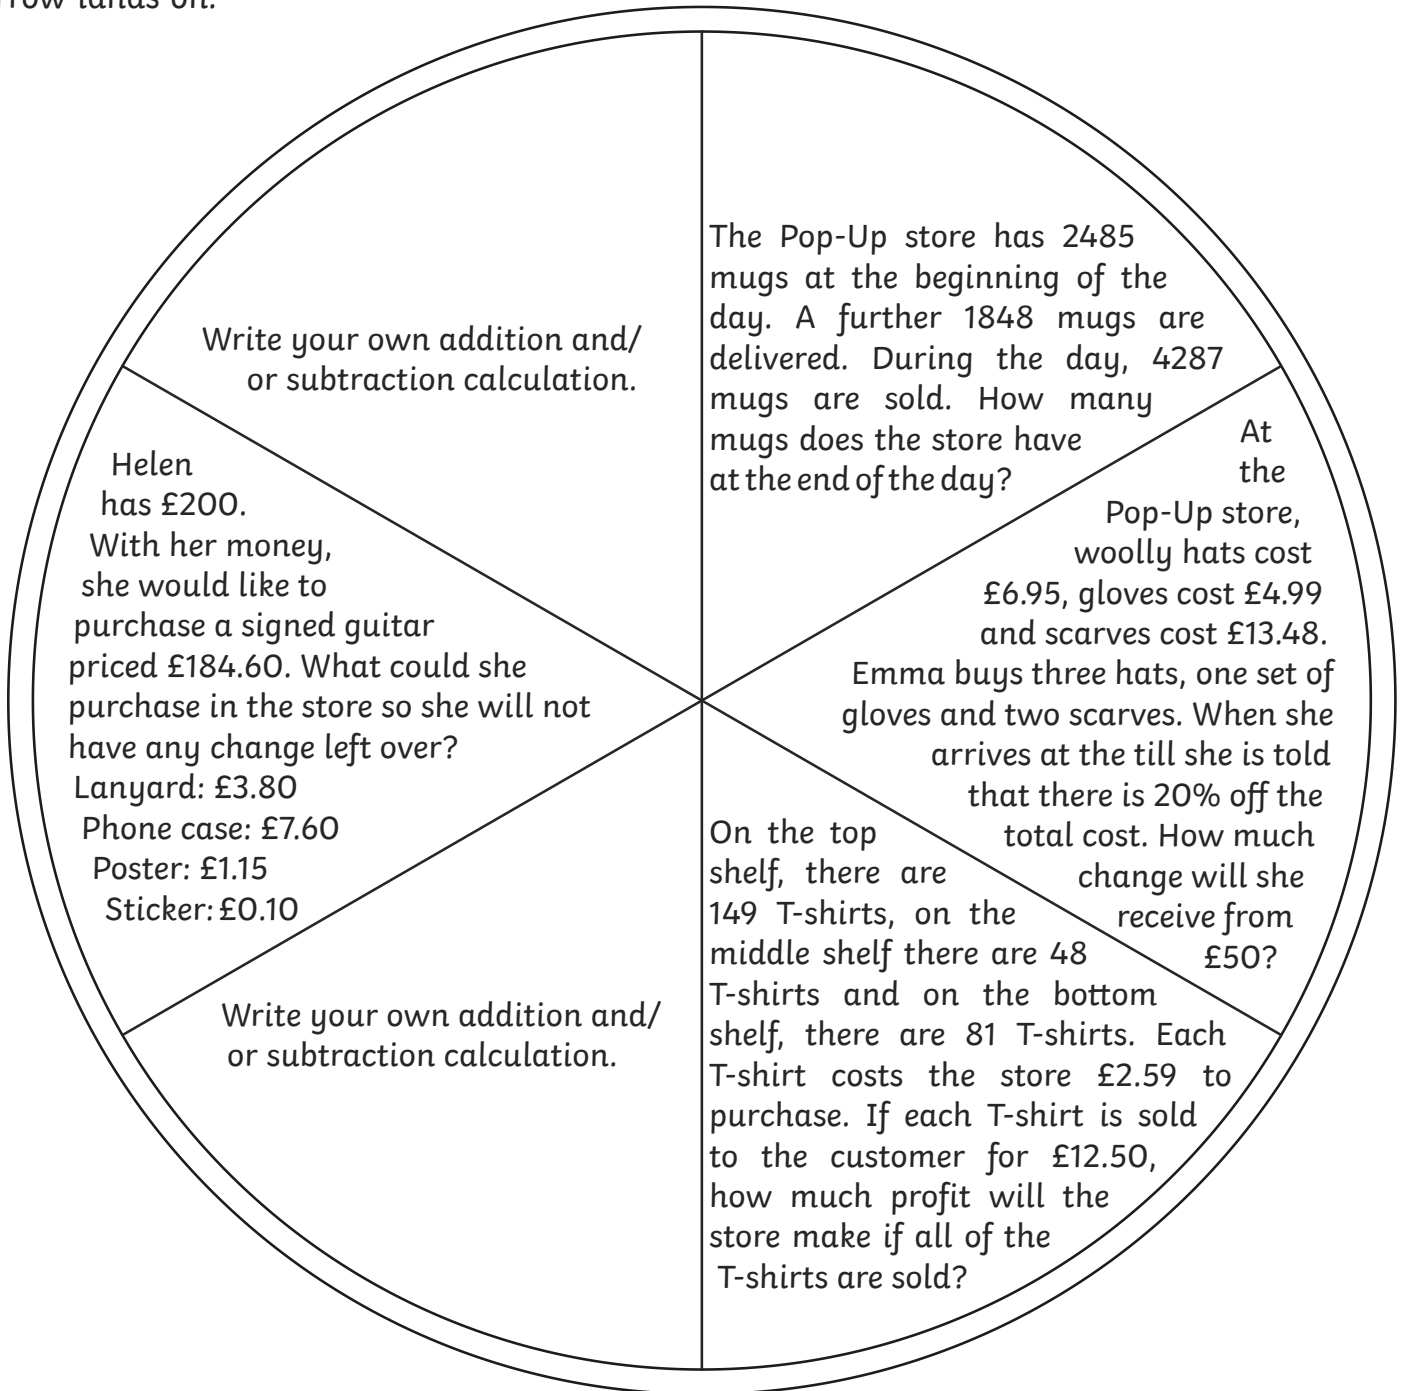 lands on.
Write your own addition and/
or subtraction calculation.
The Pop-Up store has 2485
mugs at the beginning of the
day. A further 1848 mugs are
delivered. During the day, 4287
mugs are sold. How many
mugs does the store have
at the end of the day?
At
the
Pop-Up store,
woolly hats cost
£6.95, gloves cost £4.99
and scarves cost £13.48.
Emma buys three hats, one set of
gloves and two scarves. When she
arrives at the till she is told
that there is 20% off the
total cost. How much
change will she
receive from
£50?
On the top
shelf, there are
149 T-shirts, on the
middle shelf there are 48
T-shirts and on the bottom
shelf, there are 81 T-shirts. Each
T-shirt costs the store £2.59 to
purchase. If each T-shirt is sold
to the customer for £12.50,
how much profit will the
store make if all of the
T-shirts are sold?
Write your own addition and/
or subtraction calculation.
Helen
has £200.
With her money,
she would like to
purchase a signed guitar
priced £184.60. What could she
purchase in the store so she will not
have any change left over?
Lanyard: £3.80
Phone case: £7.60
Poster: £1.15
Sticker: £0.10